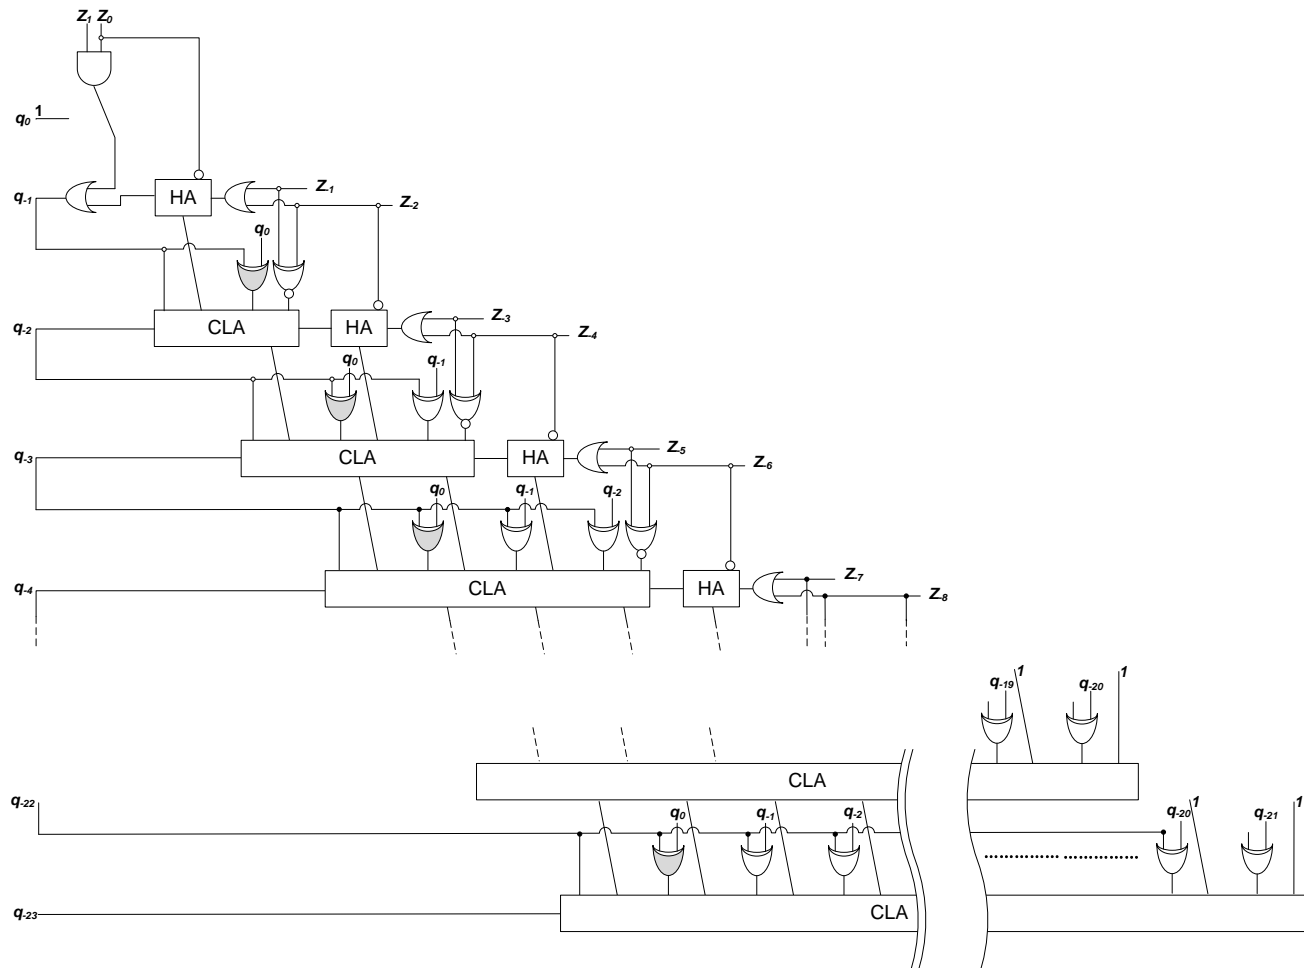 Z1 Z0
q0 1
q-1 HA Z-1
Z-2
q0
q-2 CLA HA Z-3
Z-4
q0 q-1
q-3 CLA HA Z-5
Z-6
q0 q-1 q-2
q-4 CLA HA Z-7
Z-8
q-19 1 q-20 1
CLA
q-22 q0 q-1 q-2 q-20 1 q-21 1
q-23 CLA